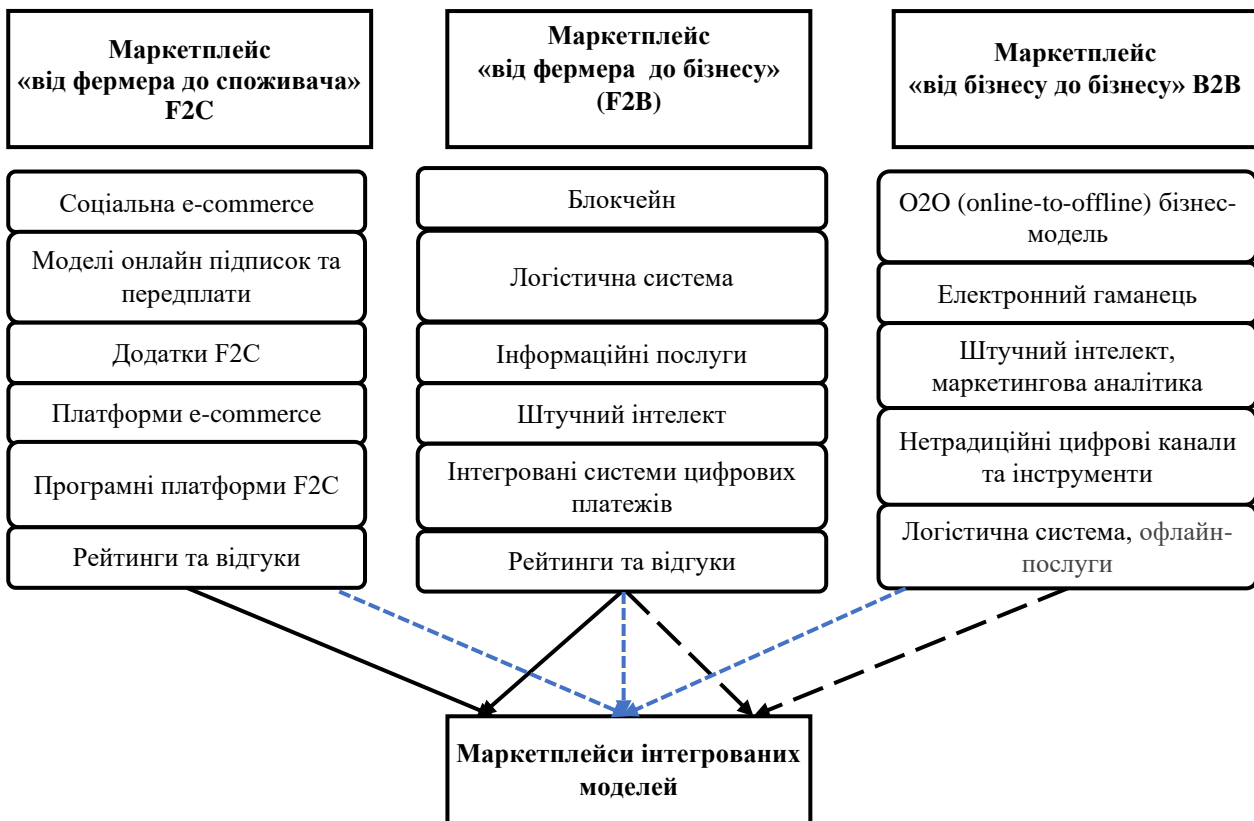 Маркетплейс
«від фермера до споживача»
F2C
Маркетплейс
«від фермера до бізнесу»
(F2B)
Маркетплейс
«від бізнесу до бізнесу» B2B
Соціальна e-commerce
Моделі онлайн підписок та
передплати
Додатки F2C
Платформи e-commerce
Програмні платформи F2C
Рейтинги та відгуки
Блокчейн
Логістична система
Інформаційні послуги
Штучний інтелект
Інтегровані системи цифрових
платежів
Рейтинги та відгуки
O2O (online-to-offline) бізнес-
модель
Електронний гаманець
Штучний інтелект,
маркетингова аналітика
Нетрадиційні цифрові канали
та інструменти
Логістична система, офлайн-
послуги
Маркетплейси інтегрованих
моделей